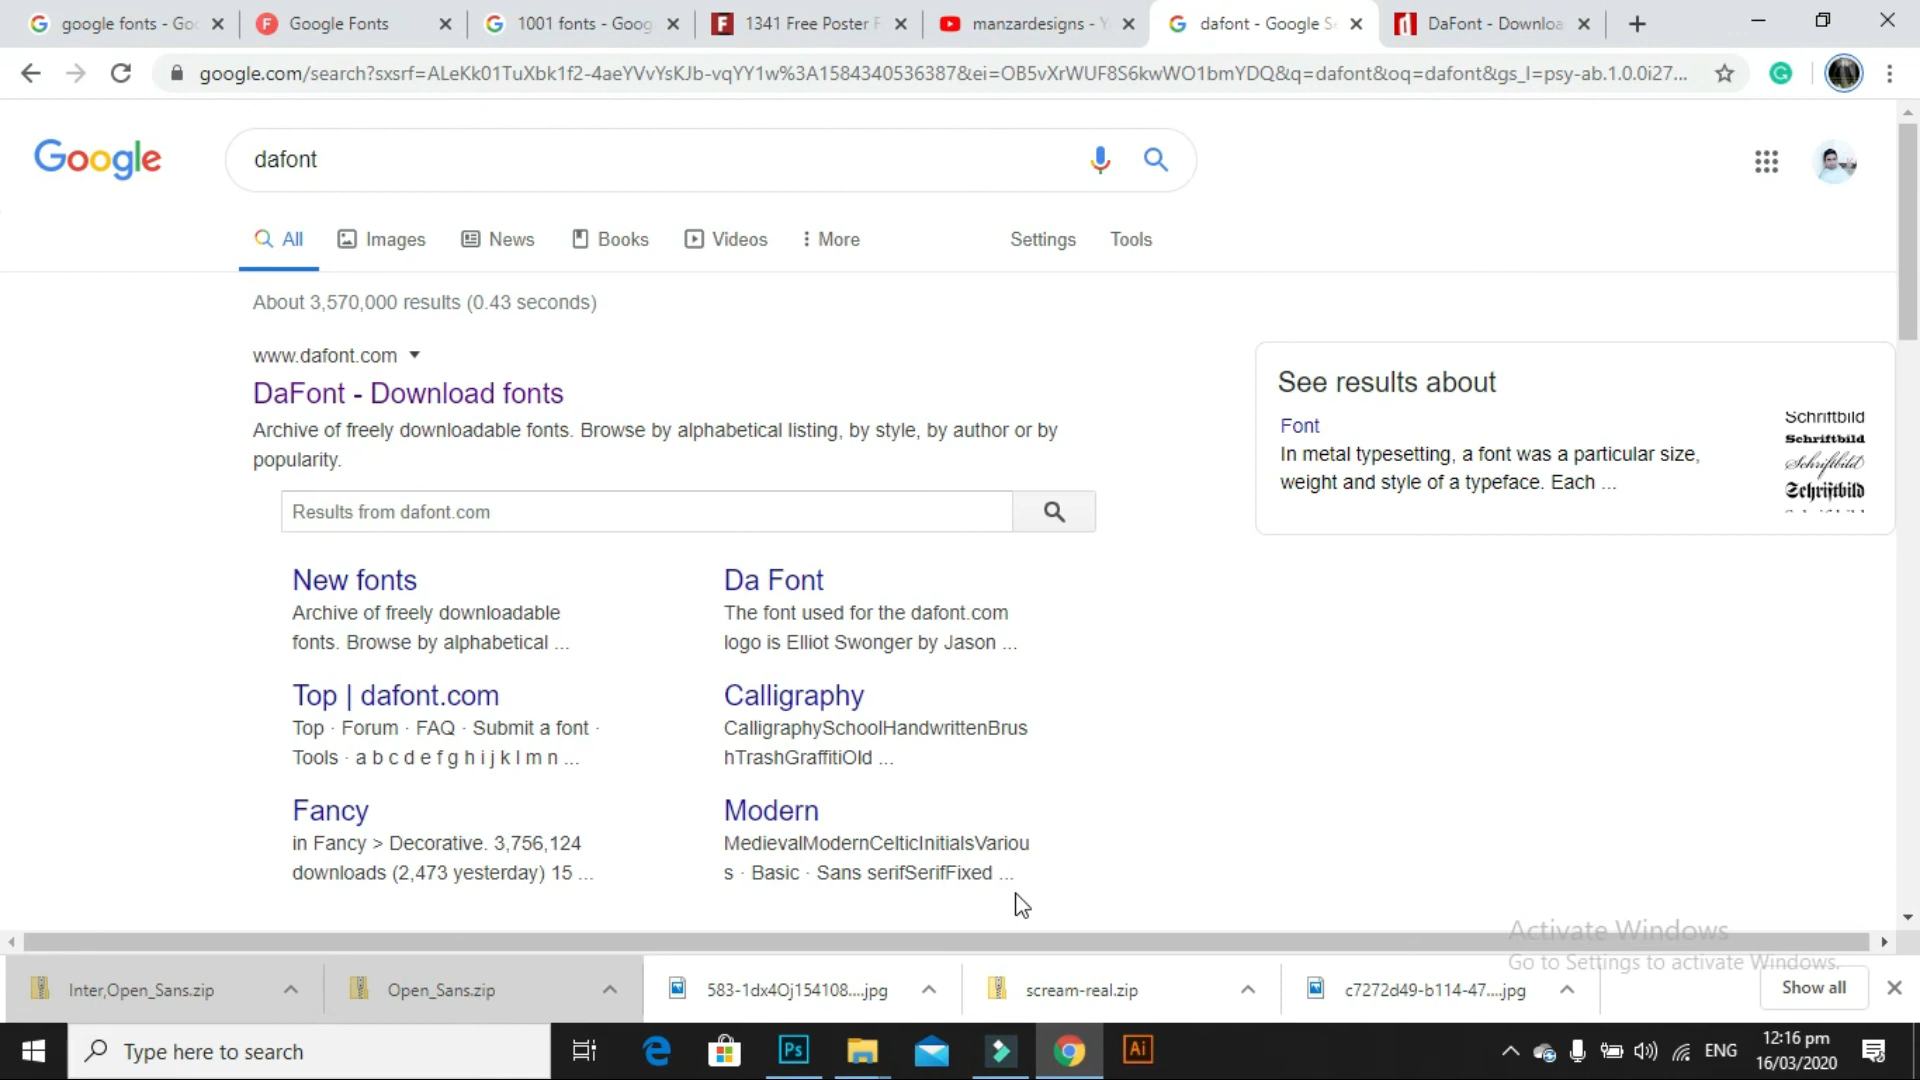 google fonts - Goo
Google Fonts
1001 fonts - Goog
1341 Free Poster F
manzardesigns - Y
dafont - Google Se
DaFont - Downloa
google.com/search?sxsrf=ALeKk01TuXbk1f2-4aeYVvYsKJb-vqYY1w%3A1584340536387&ei=OB5vXrWUF8S6kwWO1bmYDQ&q=dafont&oq=dafont&gs_l=psy-ab.1.0.0i27...
Google
dafont
All
Images
News
Books
Videos
More
Settings
Tools
About 3,570,000 results (0.43 seconds)
www.dafont.com
DaFont - Download fonts
Archive of freely downloadable fonts. Browse by alphabetical listing, by style, by author or by
popularity.
Results from dafont.com
New fonts
Archive of freely downloadable
fonts. Browse by alphabetical ...
Da Font
The font used for the dafont.com
logo is Elliot Swonger by Jason ...
Top | dafont.com
Top · Forum · FAQ · Submit a font ·
Tools · a b c d e f g h i j k l m n ...
Calligraphy
CalligraphySchoolHandwrittenBrus
hTrashGraffitiOld ...
Fancy
in Fancy > Decorative. 3,756,124
downloads (2,473 yesterday) 15 ...
Modern
MedievalModernCelticInitialsVariou
s · Basic · Sans serifSerifFixed ...
See results about
Font
In metal typesetting, a font was a particular size,
weight and style of a typeface. Each ...
Schriftbild
Schriftbild
Schriftbild
Schriftbild
Activate Windows
Go to Settings to activate Windows.
Inter,Open_Sans.zip
Open_Sans.zip
583-1dx4Oj154108....jpg
scream-real.zip
c7272d49-b114-47....jpg
Show all
Type here to search
Ps
Ai
ENG
12:16 pm
16/03/2020